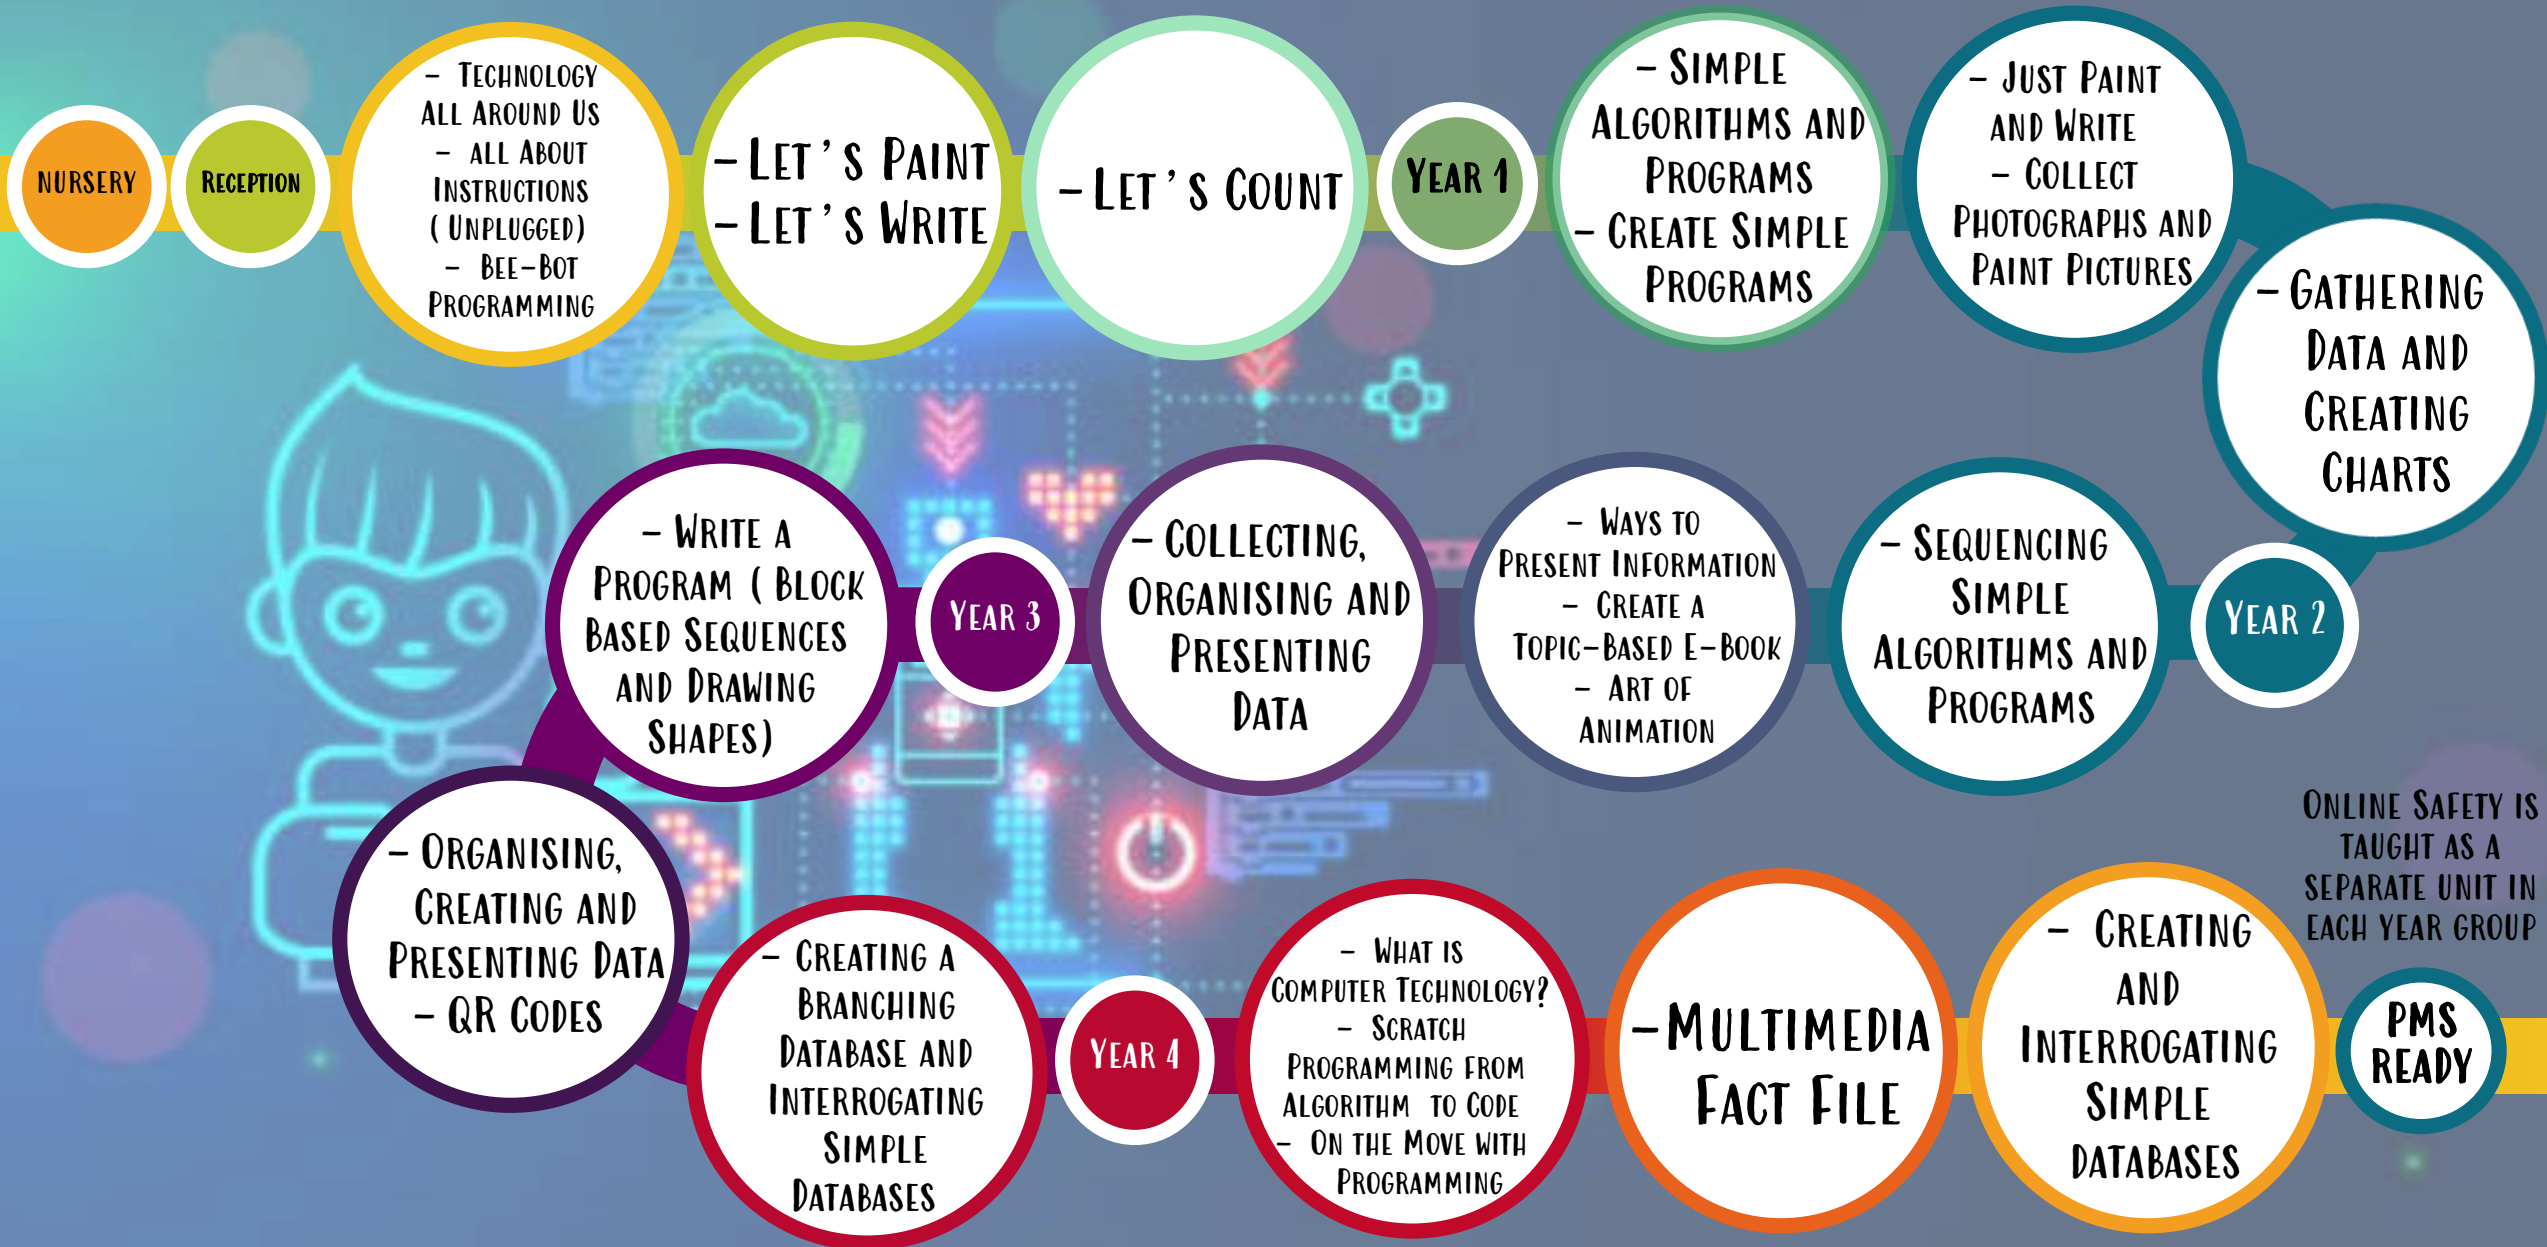 NURSERY
RECEPTION
- TECHNOLOGY
ALL AROUND US
- ALL ABOUT
INSTRUCTIONS
( UNPLUGGED)
- BEE-BOT
PROGRAMMING
- LET'S PAINT
- LET'S WRITE
- LET'S COUNT
YEAR 1
- SIMPLE
ALGORITHMS AND
PROGRAMS
- CREATE SIMPLE
PROGRAMS
- JUST PAINT
AND WRITE
- COLLECT
PHOTOGRAPHS AND
PAINT PICTURES
- GATHERING
DATA AND
CREATING
CHARTS
YEAR 2
- SEQUENCING
SIMPLE
ALGORITHMS AND
PROGRAMS
- WAYS TO
PRESENT INFORMATION
- CREATE A
TOPIC-BASED E-BOOK
- ART OF
ANIMATION
- COLLECTING,
ORGANISING AND
PRESENTING
DATA
YEAR 3
- WRITE A
PROGRAM ( BLOCK
BASED SEQUENCES
AND DRAWING
SHAPES)
- ORGANISING,
CREATING AND
PRESENTING DATA
- QR CODES
- CREATING A
BRANCHING
DATABASE AND
INTERROGATING
SIMPLE
DATABASES
YEAR 4
- WHAT IS
COMPUTER TECHNOLOGY?
- SCRATCH
PROGRAMMING FROM
ALGORITHM TO CODE
- ON THE MOVE WITH
PROGRAMMING
-MULTIMEDIA
FACT FILE
- CREATING
AND
INTERROGATING
SIMPLE
DATABASES
PMS
READY
ONLINE SAFETY IS
TAUGHT AS A
SEPARATE UNIT IN
EACH YEAR GROUP